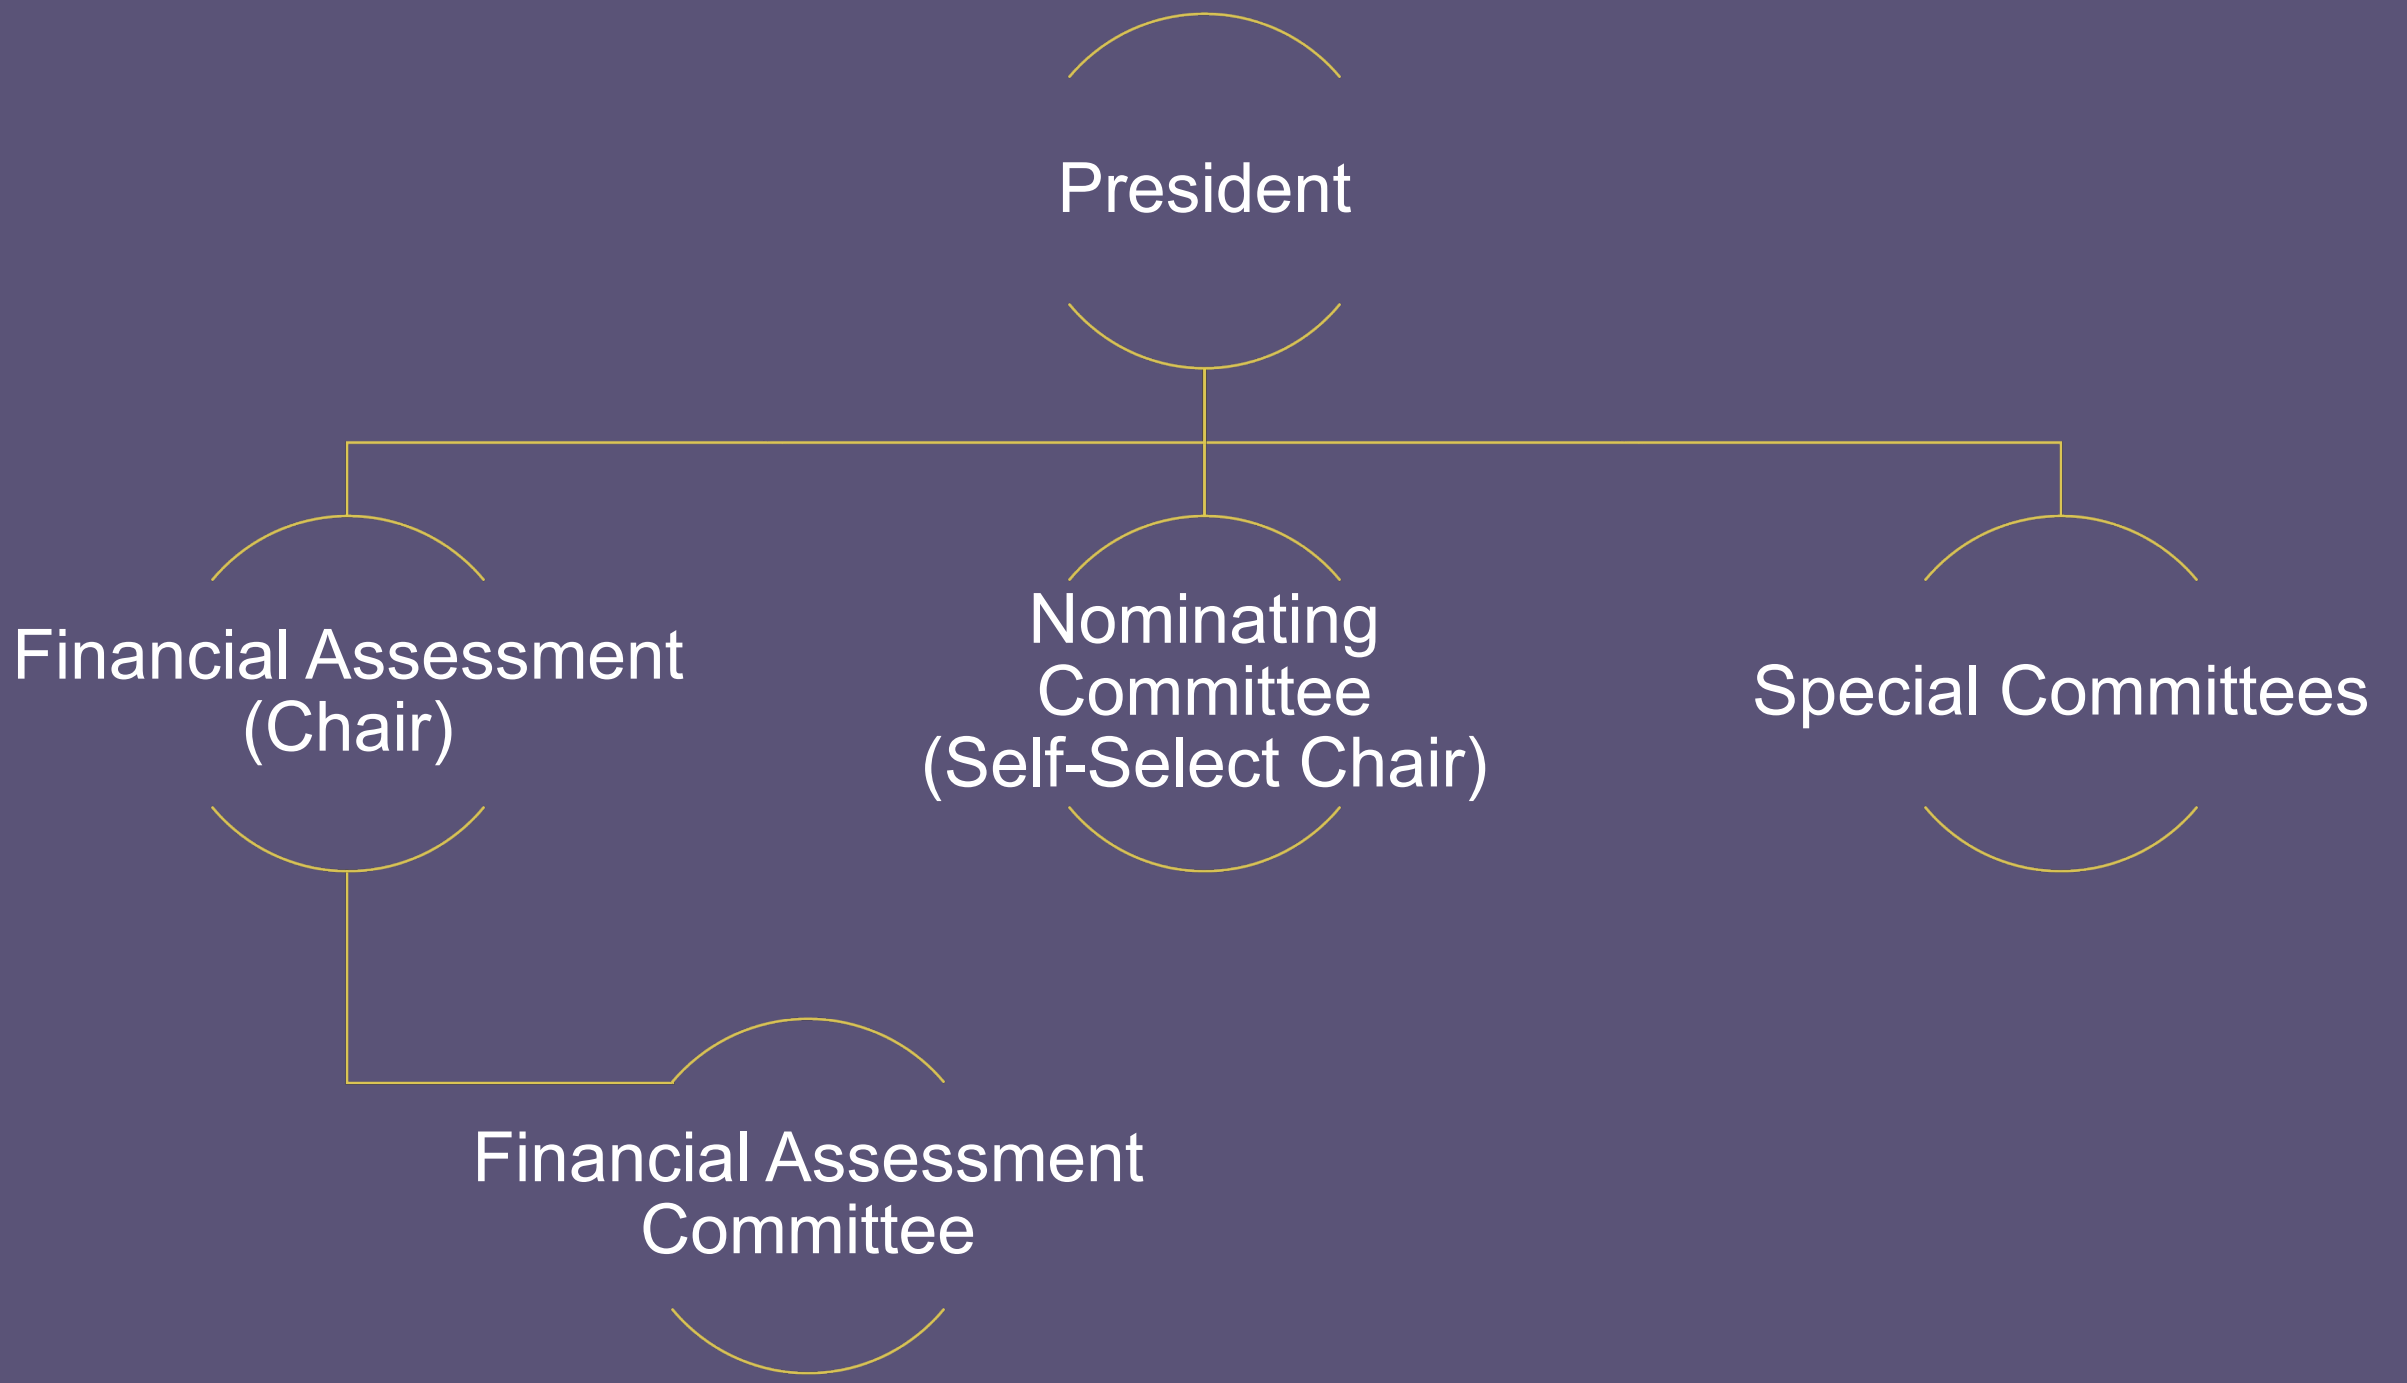 President
Financial Assessment
(Chair)
Nominating
Committee
(Self-Select Chair)
Special Committees
Financial Assessment
Committee